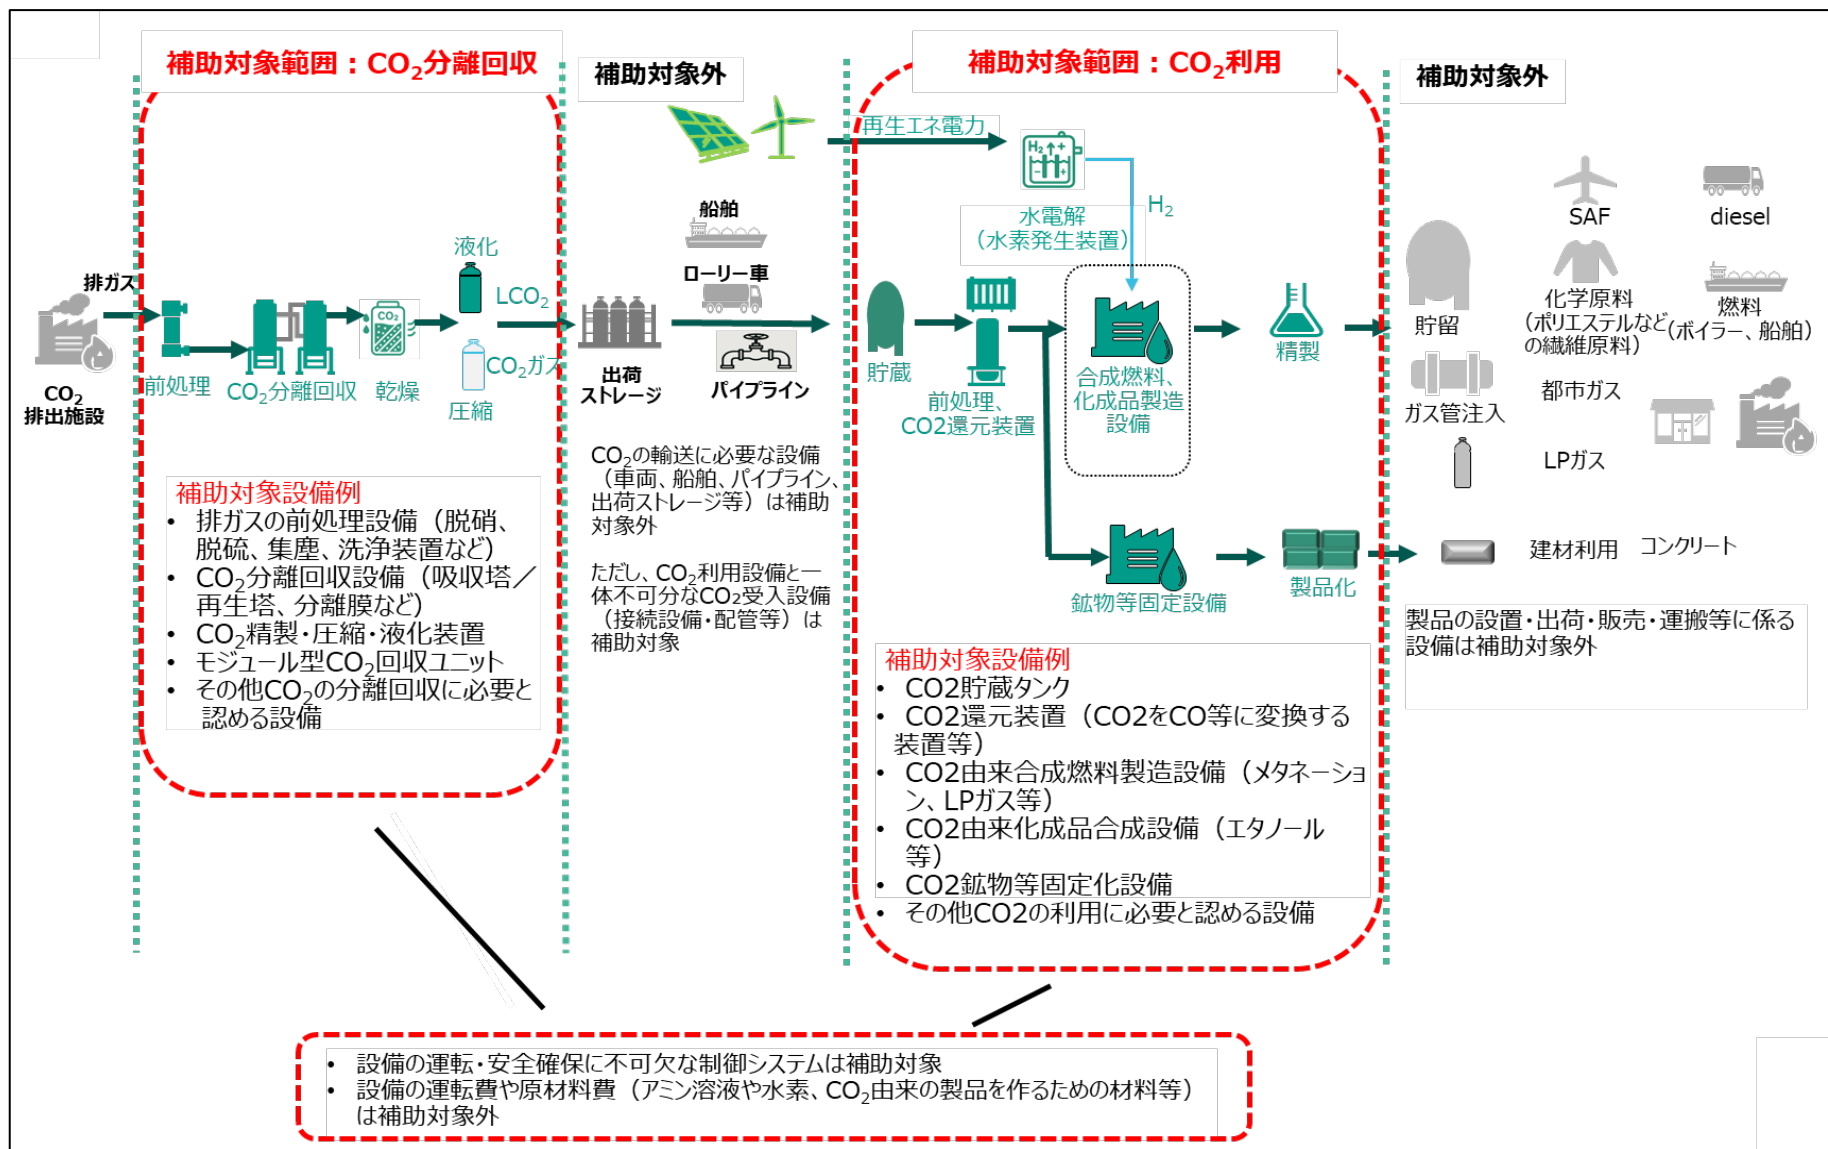 補助対象範囲：CO₂分離回収
補助対象外
補助対象範囲：CO₂利用
補助対象外
再生エネ電力
H₂
水電解
（水素発生装置）
H₂
船舶
ローリー車
パイプライン
排ガス
CO₂
排出施設
前処理
CO₂分離回収
CO₂
乾燥
液化
LCO₂
CO₂ガス
圧縮
出荷
ストレージ
貯蔵
前処理、
CO2還元装置
合成燃料、
化成品製造
設備
精製
鉱物等固定設備
製品化
SAF
diesel
貯留
化学原料
（ポリエステルなど
の繊維原料）
燃料
（ボイラー、船舶）
ガス管注入
都市ガス
LPガス
建材利用
コンクリート
補助対象設備例
• 排ガスの前処理設備（脱硝、
脱硫、集塵、洗浄装置など）
• CO₂分離回収設備（吸収塔／
再生塔、分離膜など）
• CO₂精製・圧縮・液化装置
• モジュール型CO₂回収ユニット
• その他CO₂の分離回収に必要と
認める設備
CO₂の輸送に必要な設備
（車両、船舶、パイプライン、
出荷ストレージ等）は補助
対象外
ただし、CO₂利用設備と一
体不可分なCO₂受入設備
（接続設備・配管等）は
補助対象
補助対象設備例
• CO2貯蔵タンク
• CO2還元装置（CO2をCO等に変換する
装置等）
• CO2由来合成燃料製造設備（メタネーショ
ン、LPガス等）
• CO2由来化成品合成設備（エタノール
等）
• CO2鉱物等固定化設備
• その他CO2の利用に必要と認める設備
製品の設置・出荷・販売・運搬等に係る
設備は補助対象外
• 設備の運転・安全確保に不可欠な制御システムは補助対象
• 設備の運転費や原材料費（アミン溶液や水素、CO₂由来の製品を作るための材料等）
は補助対象外